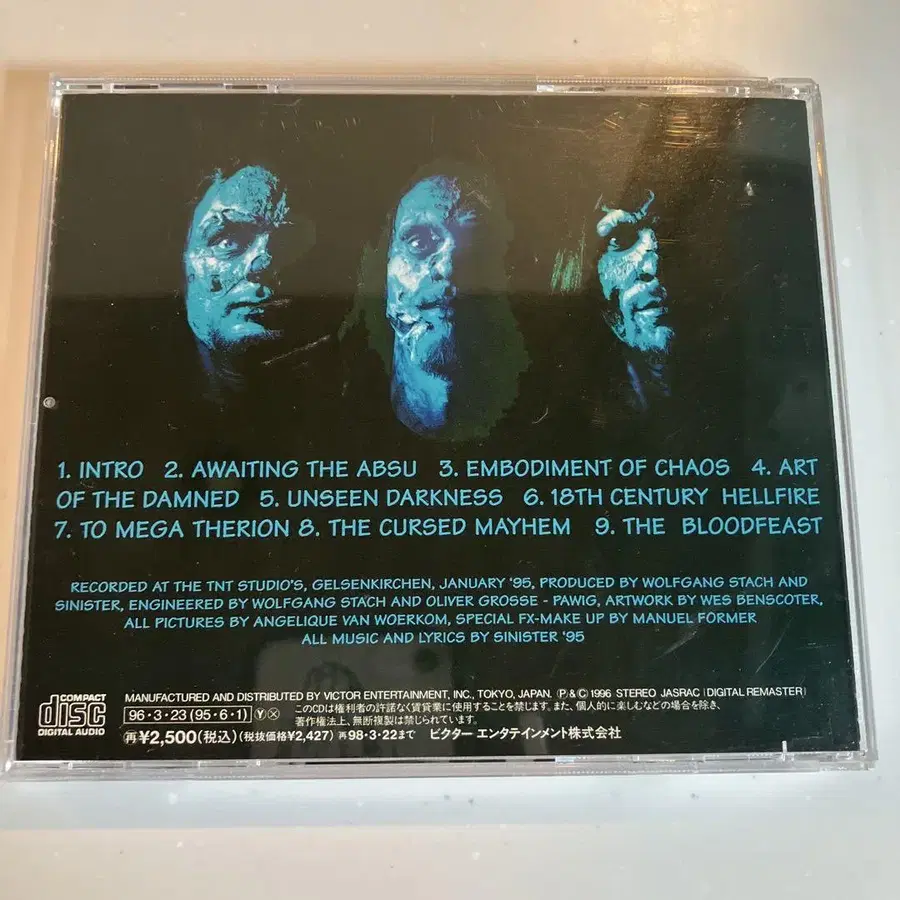 1. INTRO 2. AWAITING THE ABSU 3. EMBODIMENT OF CHAOS 4. ART
OF THE DAMNED 5. UNSEEN DARKNESS 6. 18TH CENTURY HELLFIRE
7. TO MEGA THERION 8. THE CURSED MAYHEM 9. THE BLOODFEAST
RECORDED AT THE TNT STUDIO'S, GELSENKIRCHEN, JANUARY '95, PRODUCED BY WOLFGANG STACH AND
SINISTER, ENGINEERED BY WOLFGANG STACH AND OLIVER GROSSE - PAWIG, ARTWORK BY WES BENSCOTER,
ALL PICTURES BY ANGELIQUE VAN WOERKOM, SPECIAL FX-MAKE UP BY MANUEL FORMER
ALL MUSIC AND LYRICS BY SINISTER '95
COMPACT
disc
DIGITAL AUDIO
MANUFACTURED AND DISTRIBUTED BY VICTOR ENTERTAINMENT, INC., TOKYO, JAPAN. Ⓟ&© 1996 STEREO JASRAC (DIGITAL REMASTER)
96・3・23 (95・6・1) Ⓨ Ⓧ
このCDは権利者の許諾なく賃貸業に使用することを禁じます。また、個人的に楽しむなどの場合を除き、
著作権法上、無断複製は禁じられています。
再¥2,500(税込)(税抜価格¥2,427) 再98・3・22まで ビクター エンタテインメント株式会社